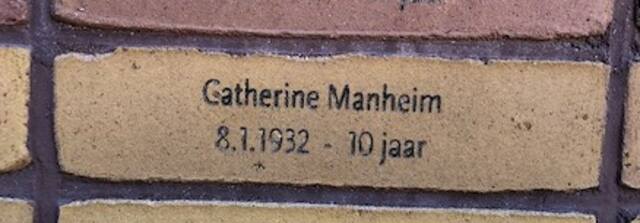 Catherine Manheim
8.1.1932 - 10 jaar